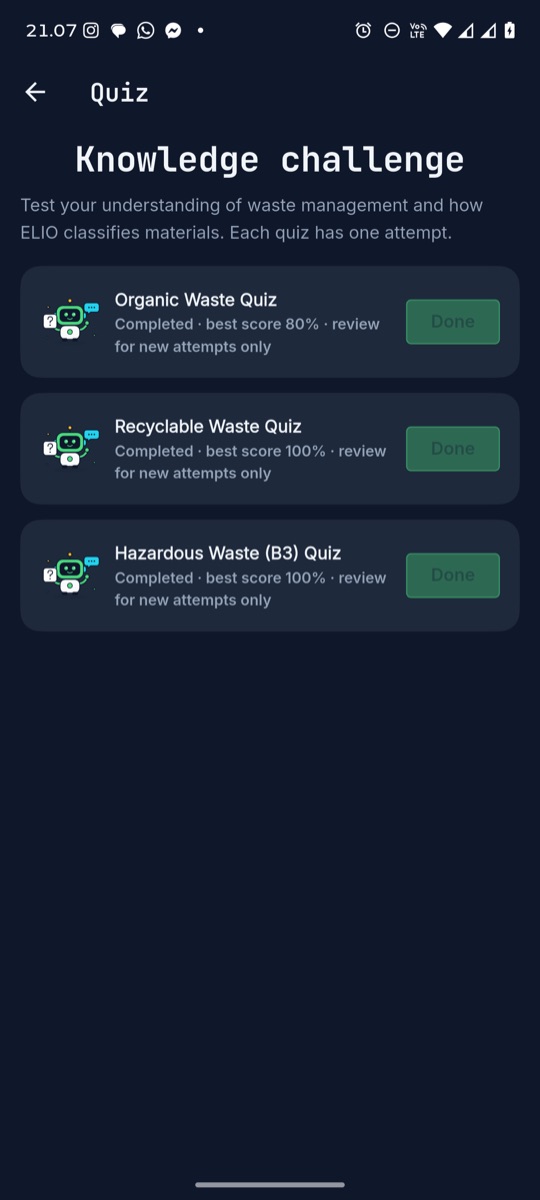 21.07
Vo
LTE
Quiz
Knowledge challenge
Test your understanding of waste management and how
ELIO classifies materials. Each quiz has one attempt.
?
Organic Waste Quiz
Completed · best score 80% · review
for new attempts only
Done
?
Recyclable Waste Quiz
Completed · best score 100% · review
for new attempts only
Done
?
Hazardous Waste (B3) Quiz
Completed · best score 100% · review
for new attempts only
Done